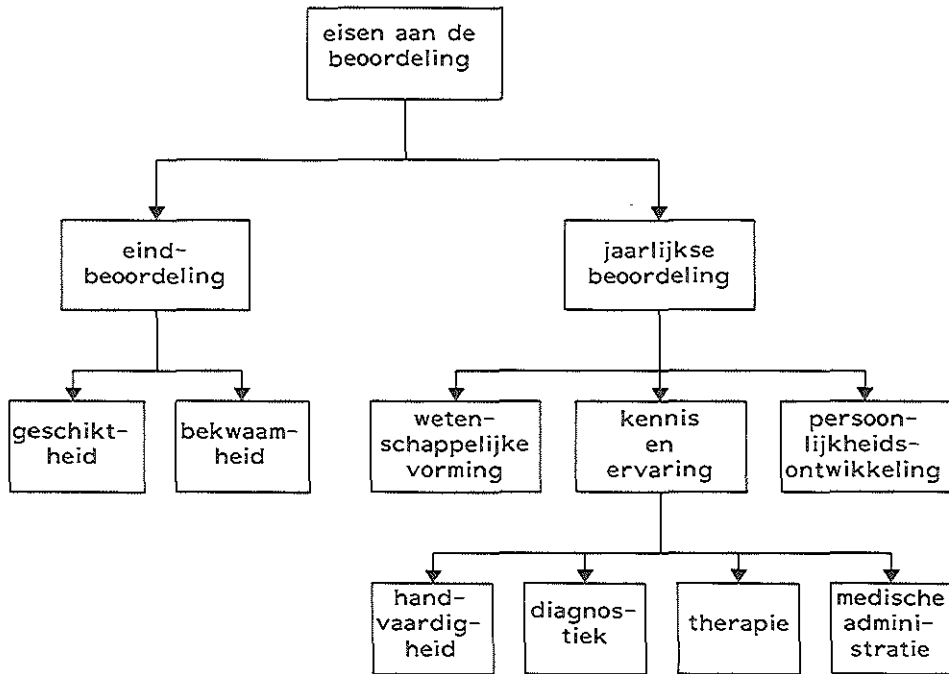 eisen aan de
beoordeling
eind-
beoordeling
jaarlijkse
beoordeling
geschikt-
heid
bekwaam-
heid
weten-
schappelijke
vorming
kennis
en
ervaring
persoon-
lijkheids-
ontwikkeling
hand-
vaardig-
heid
diagnos-
tiek
therapie
medische
admini-
stratie